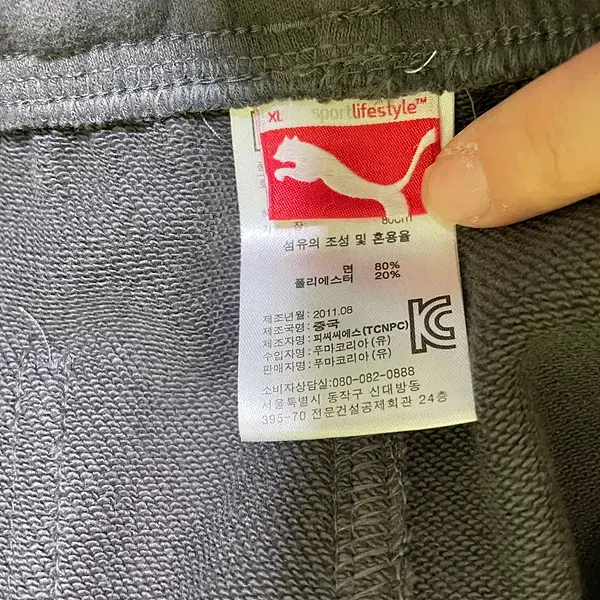 XL
sportlifestyle™
장 80cm
섬유의 조성 및 혼용율
면 80%
폴리에스터 20%
제조년월: 2011.08
제조국명: 중국
제조자명: 피씨씨에스(TCNPC)
수입자명: 푸마코리아 (유)
판매자명: 푸마코리아 (유)
소비자상담실:080-082-0888
서울특별시 동작구 신대방동
395-70 전문건설공제회관 24층